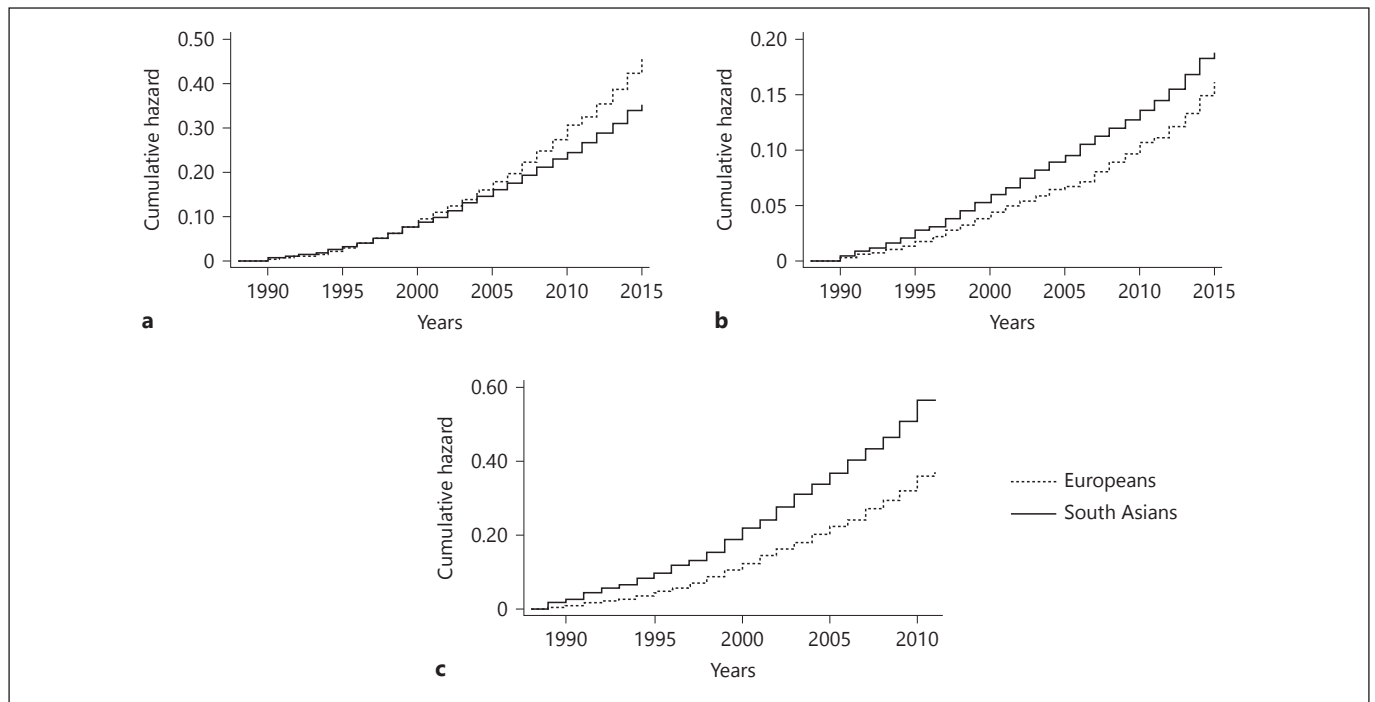 0.50
0.40
0.30
0.20
0.10
0
Cumulative hazard
1990 1995 2000 2005 2010 2015
Years
a
0.20
0.15
0.10
0.05
0
Cumulative hazard
1990 1995 2000 2005 2010 2015
Years
b
0.60
0.40
0.20
0
Cumulative hazard
1990 1995 2000 2005 2010
Years
c
Europeans
South Asians